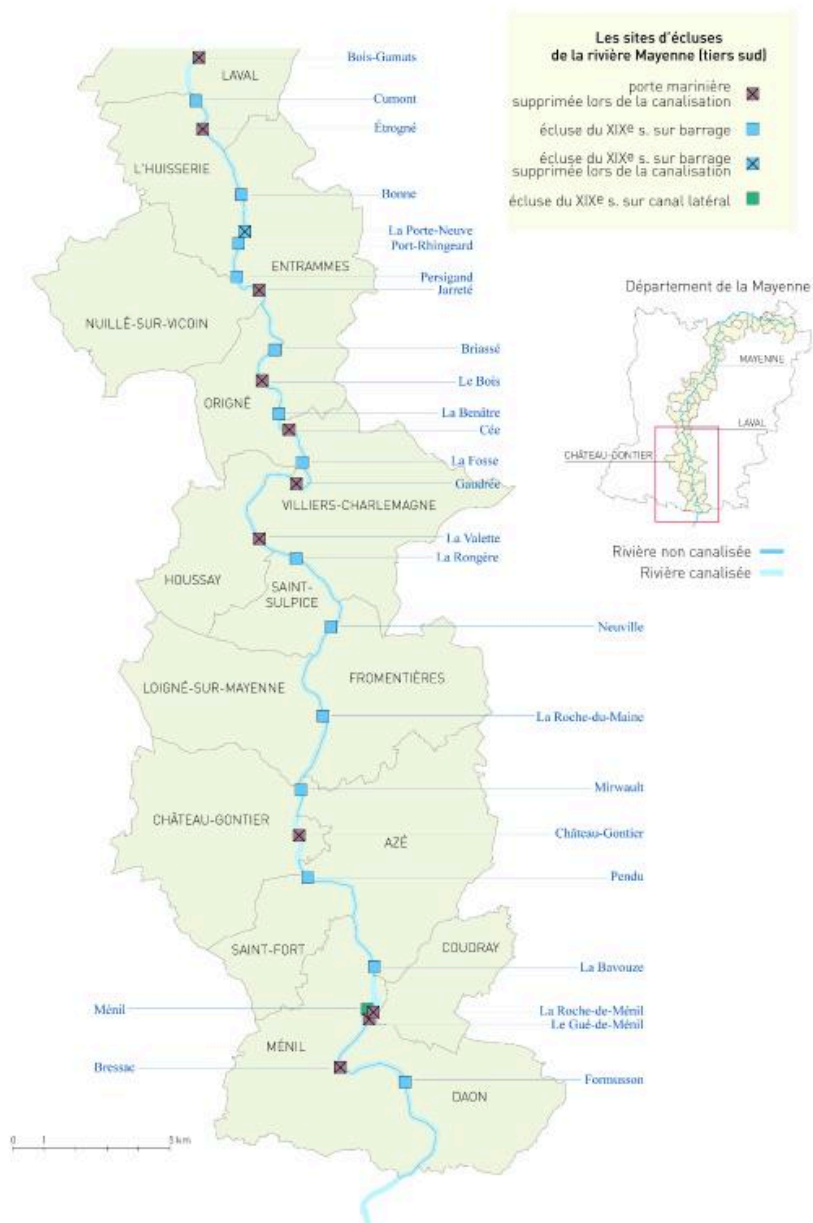 Les sites d'écluses
de la rivière Mayenne (tiers sud)
porte marinière
supprimée lors de la canalisation
écluse du XIXe s. sur barrage
écluse du XIXe s. sur barrage
supprimée lors de la canalisation
écluse du XIXe s. sur canal latéral
Bois-Gamats
LAVAL
Cumont
Étrogné
L'HUISSERIE
Bonne
La Porte-Neuve
Port-Rhingeard
ENTRAMMES
Persigand
Jarreté
NUILLÉ-SUR-VICOIN
Briassé
Le Bois
ORIGNÉ
La Benâtre
Cée
La Fosse
Gaudrée
VILLIERS-CHARLEMAGNE
La Valette
La Rongère
HOUSSAY
SAINT-
SULPICE
Neuville
FROMENTIÈRES
LOIGNÉ-SUR-MAYENNE
La Roche-du-Maine
Mirwault
CHÂTEAU-GONTIER
Château-Gontier
AZÉ
Pendu
SAINT-FORT
COUDRAY
La Bavouze
Ménil
La Roche-de-Ménil
Le Gué-de-Ménil
MÉNIL
Bressac
Formusson
DAON
0 1 5 km
Département de la Mayenne
MAYENNE
LAVAL
CHÂTEAU-GONTIER
Rivière non canalisée
Rivière canalisée